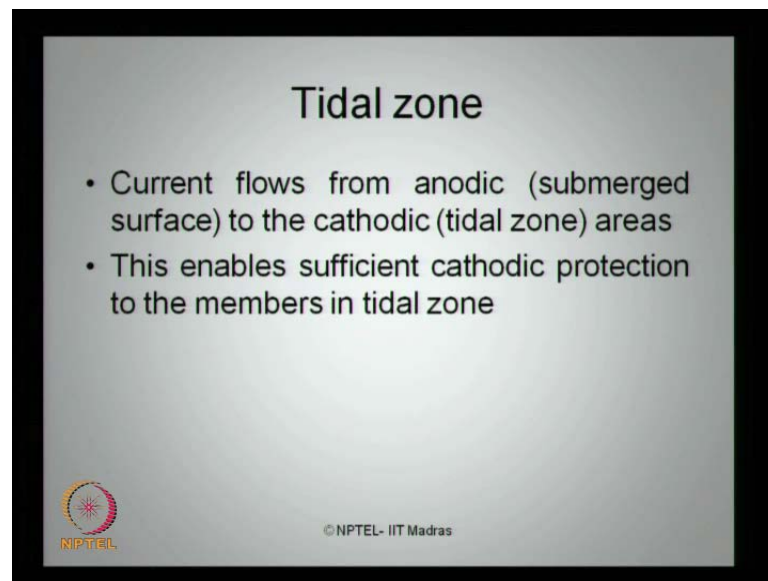 Tidal zone
• Current flows from anodic (submerged
surface) to the cathodic (tidal zone) areas
• This enables sufficient cathodic protection
to the members in tidal zone
NPTEL
© NPTEL- IIT Madras